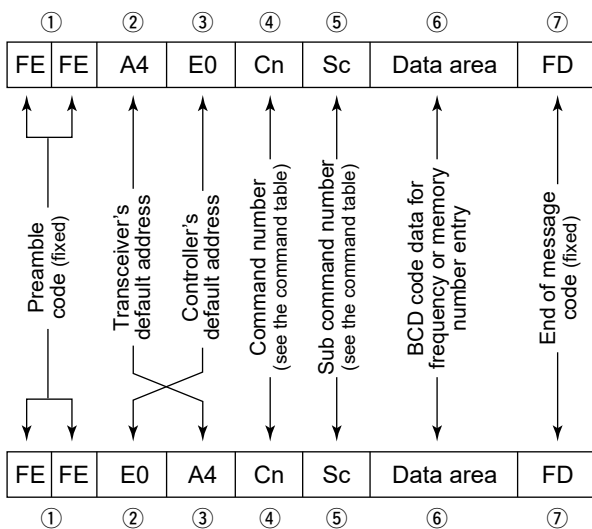 ① ② ③ ④ ⑤ ⑥ ⑦
FE FE A4 E0 Cn Sc Data area FD
Preamble
code (fixed)
Transceiver's
default address
Controller's
default address
Command number
(see the command table)
Sub command number
(see the command table)
BCD code data for
frequency or memory
number entry
End of message
code (fixed)
FE FE E0 A4 Cn Sc Data area FD
① ② ③ ④ ⑤ ⑥ ⑦